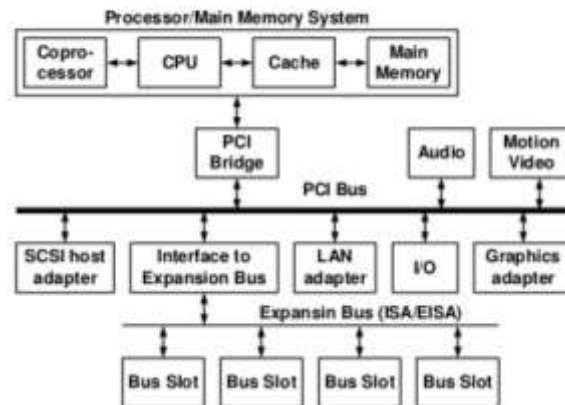 Processor/Main Memory System
Copro-
cessor
CPU
Cache
Main
Memory
PCI
Bridge
Audio
Motion
Video
PCI Bus
SCSI host
adapter
Interface to
Expansion Bus
LAN
adapter
I/O
Graphics
adapter
Expansin Bus (ISA/EISA)
Bus Slot
Bus Slot
Bus Slot
Bus Slot